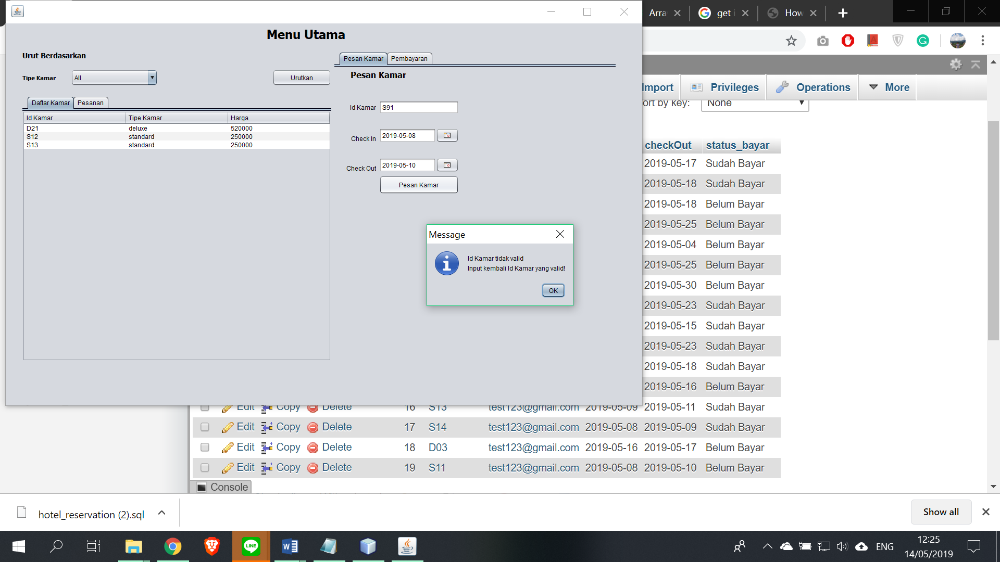 Menu Utama
Urut Berdasarkan
Tipe Kamar
All
Urutkan
Daftar Kamar
Pesanan
Id Kamar Tipe Kamar Harga
D21 deluxe 520000
S12 standard 250000
S13 standard 250000
Pesan Kamar
Pembayaran
Pesan Kamar
Id Kamar S91
Check In 2019-05-08
Check Out 2019-05-10
Pesan Kamar
Message
Id Kamar tidak valid
Input kembali Id Kamar yang valid!
OK
Arra
get i
How
Import
Privileges
Operations
More
ort by key: None
checkOut status_bayar
2019-05-17 Sudah Bayar
2019-05-18 Sudah Bayar
2019-05-18 Belum Bayar
2019-05-25 Belum Bayar
2019-05-04 Belum Bayar
2019-05-25 Belum Bayar
2019-05-30 Belum Bayar
2019-05-23 Sudah Bayar
2019-05-15 Sudah Bayar
2019-05-23 Sudah Bayar
2019-05-18 Sudah Bayar
2019-05-16 Belum Bayar
Edit Copy Delete 16 S13 test123@gmail.com 2019-05-09 2019-05-11 Sudah Bayar
Edit Copy Delete 17 S14 test123@gmail.com 2019-05-08 2019-05-09 Sudah Bayar
Edit Copy Delete 18 D03 test123@gmail.com 2019-05-16 2019-05-17 Belum Bayar
Edit Copy Delete 19 S11 test123@gmail.com 2019-05-08 2019-05-10 Belum Bayar
Console
hotel_reservation (2).sql
Show all
LINE
ENG
12:25
14/05/2019